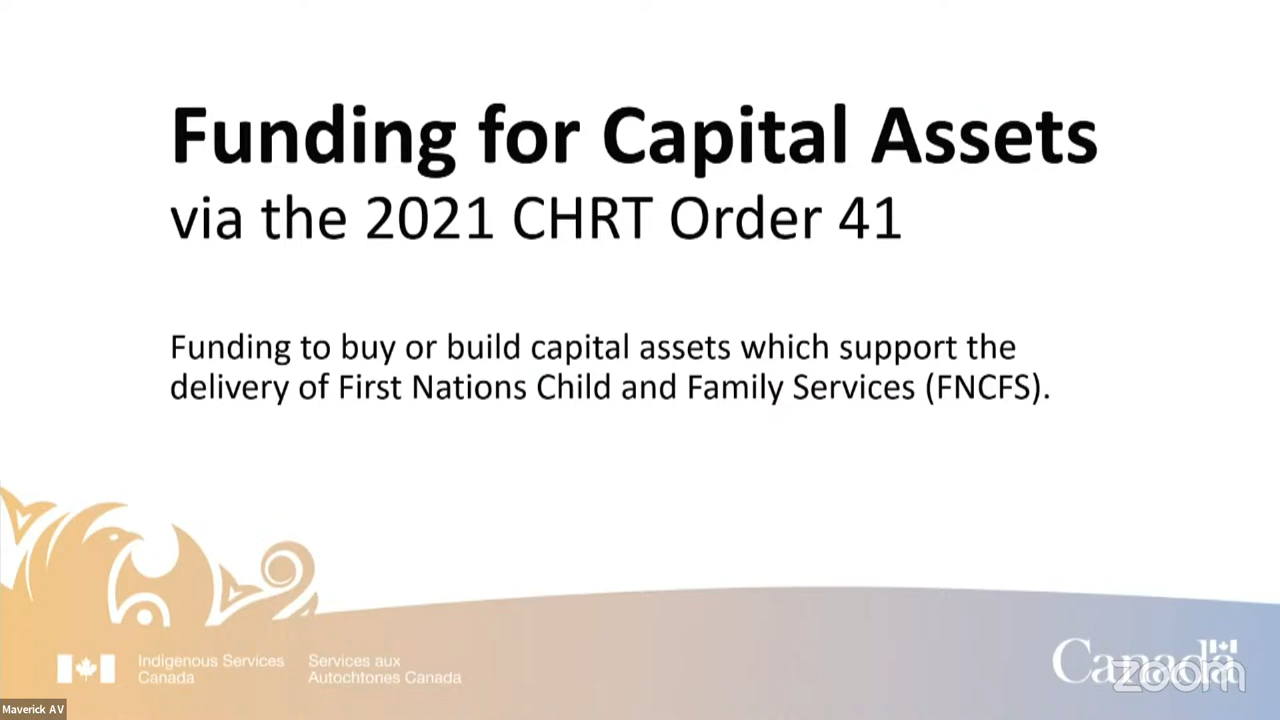 Funding for Capital Assets
via the 2021 CHRT Order 41
Funding to buy or build capital assets which support the
delivery of First Nations Child and Family Services (FNCFS).
Indigenous Services
Canada
Services aux
Autochtones Canada
Canada
zoom
Maverick AV